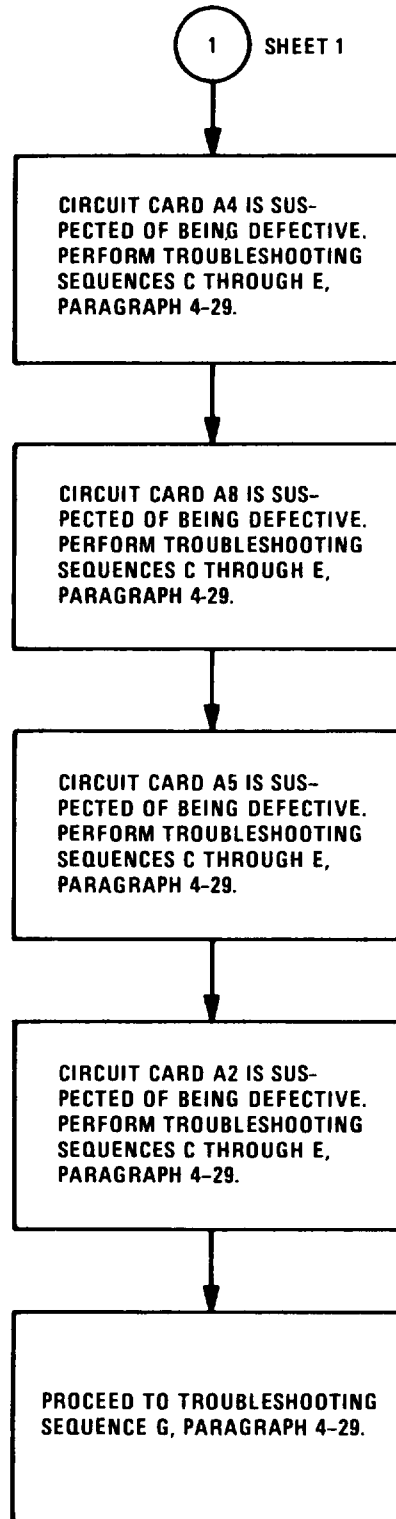 1 SHEET 1
CIRCUIT CARD A4 IS SUS-
PECTED OF BEING DEFECTIVE.
PERFORM TROUBLESHOOTING
SEQUENCES C THROUGH E,
PARAGRAPH 4-29.
CIRCUIT CARD A8 IS SUS-
PECTED OF BEING DEFECTIVE.
PERFORM TROUBLESHOOTING
SEQUENCES C THROUGH E,
PARAGRAPH 4-29.
CIRCUIT CARD A5 IS SUS-
PECTED OF BEING DEFECTIVE.
PERFORM TROUBLESHOOTING
SEQUENCES C THROUGH E,
PARAGRAPH 4-29.
CIRCUIT CARD A2 IS SUS-
PECTED OF BEING DEFECTIVE.
PERFORM TROUBLESHOOTING
SEQUENCES C THROUGH E,
PARAGRAPH 4-29.
PROCEED TO TROUBLESHOOTING
SEQUENCE G, PARAGRAPH 4-29.